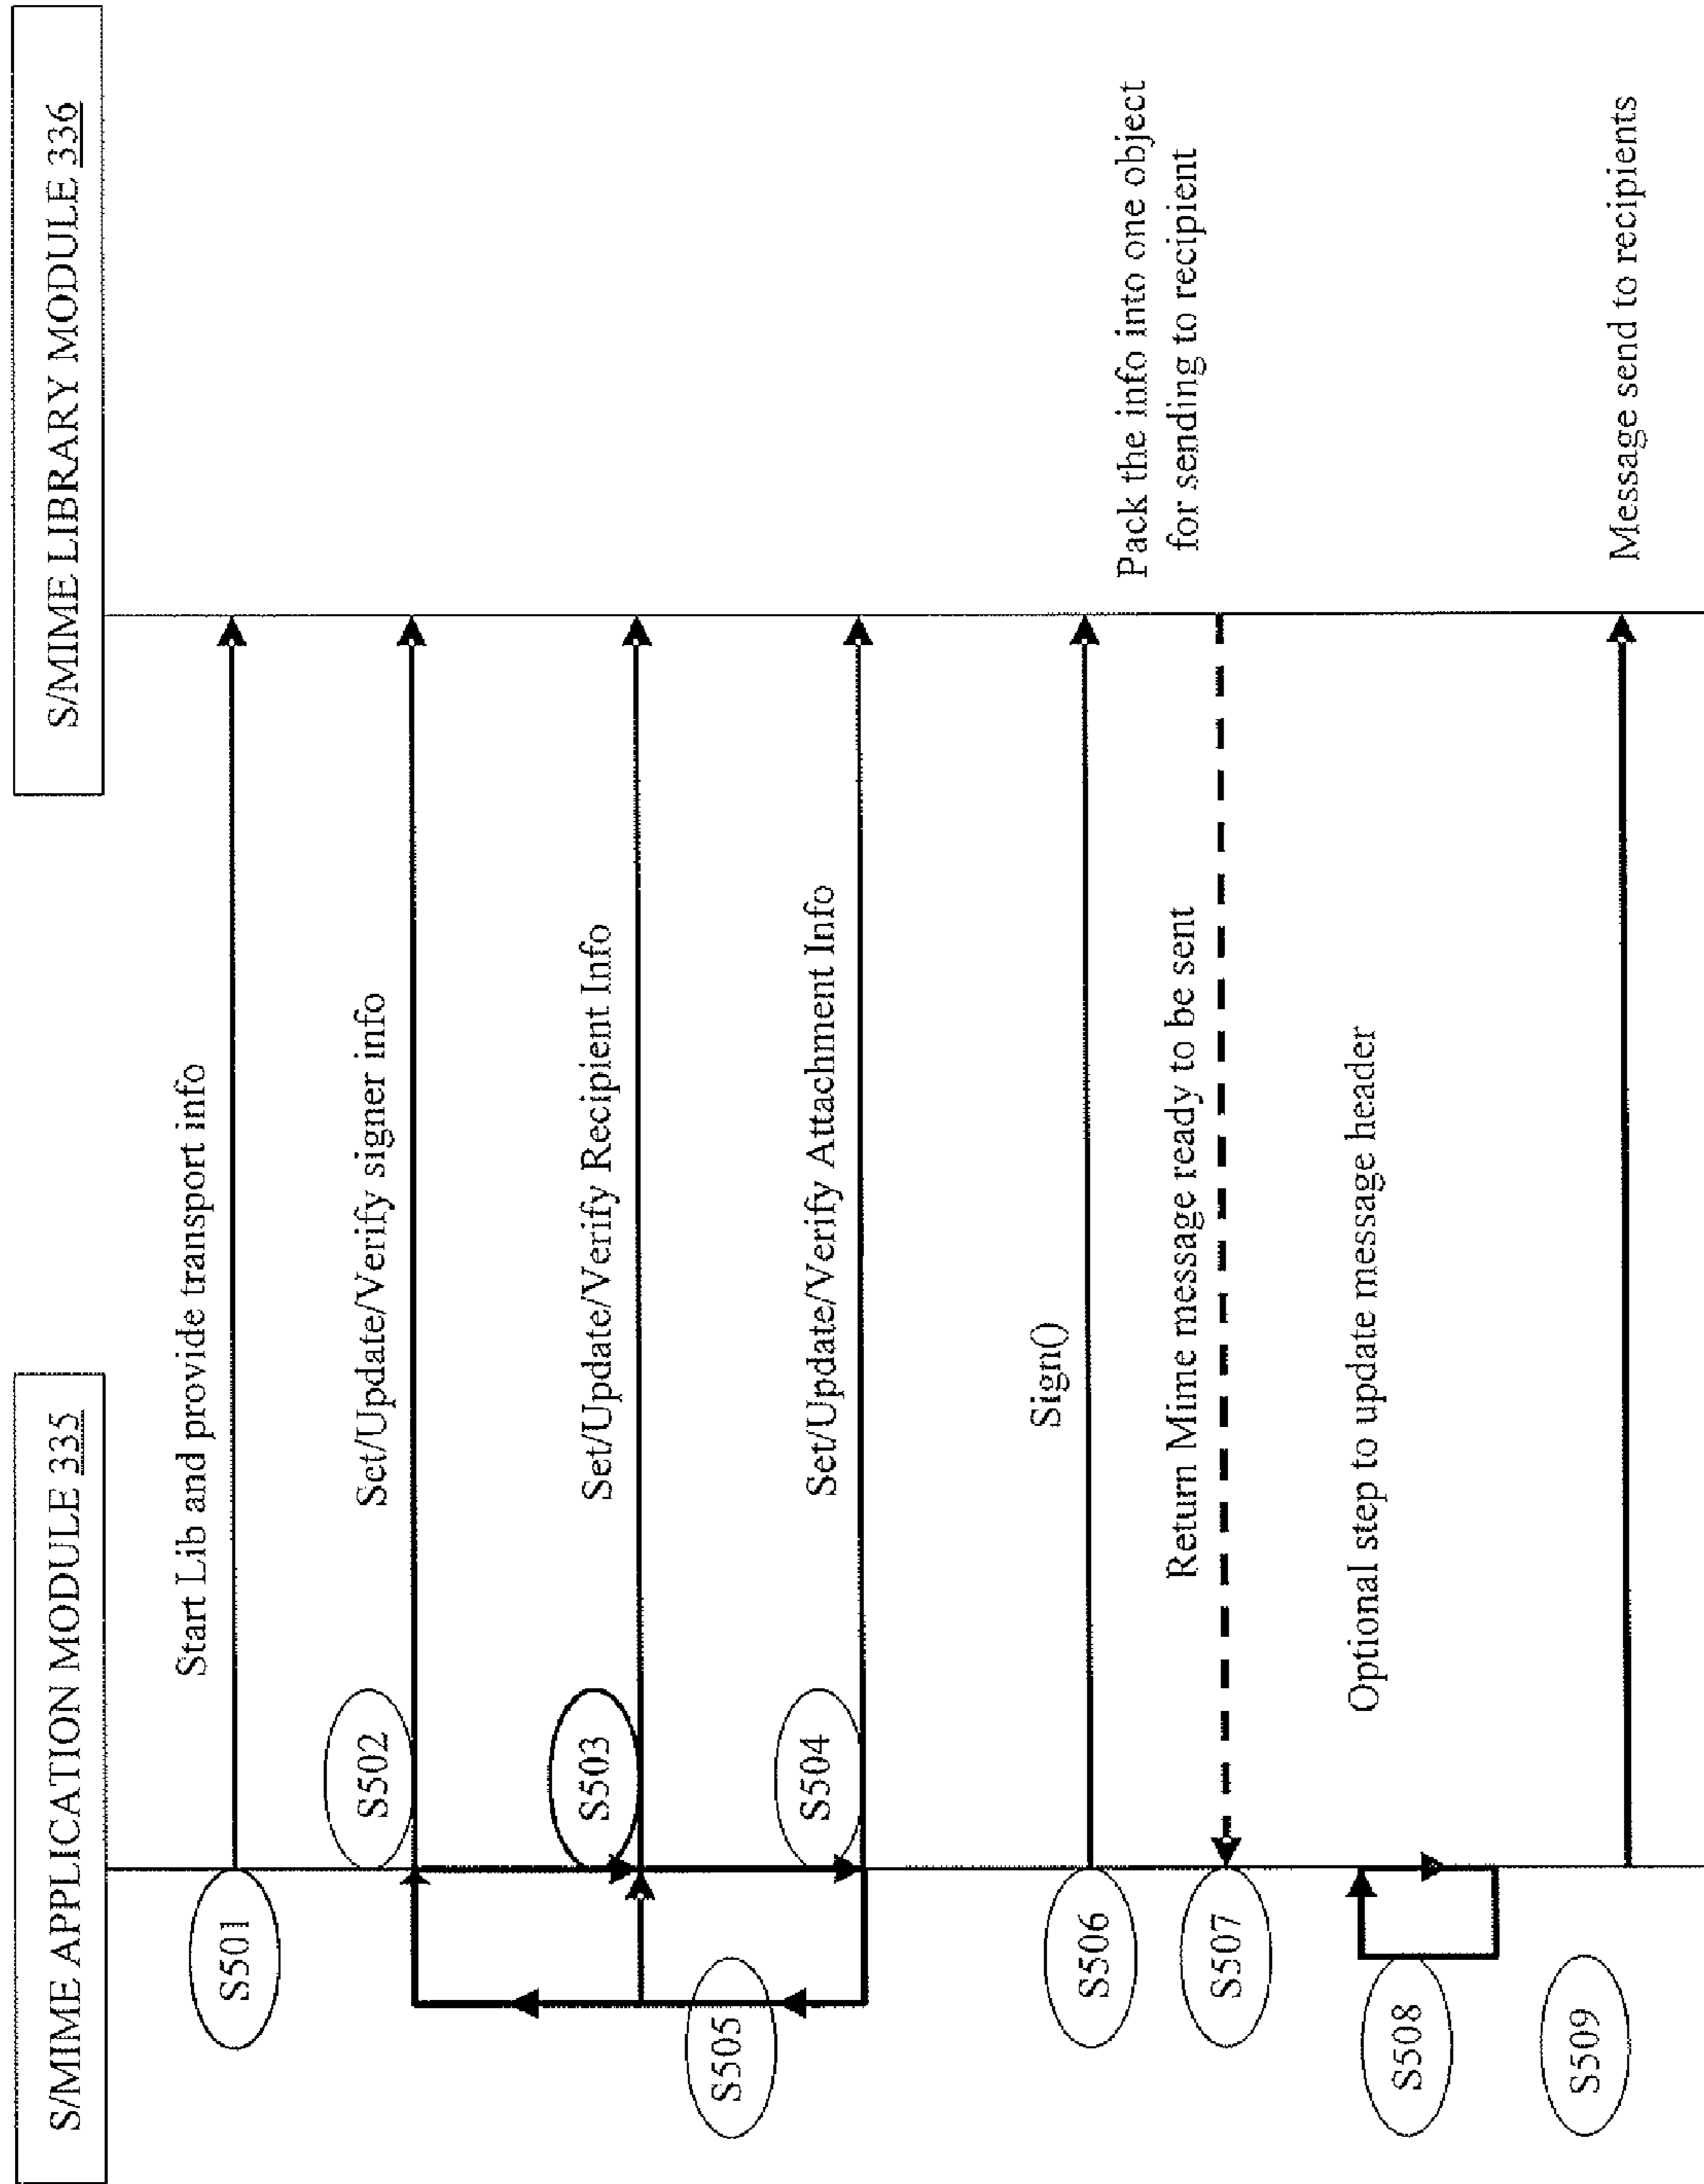 S/MIME APPLICATION MODULE 335
S/MIME LIBRARY MODULE 336
S501
Start Lib and provide transport info
S502
Set/Update/Verify signer info
S503
Set/Update/Verify Recipient Info
S504
Set/Update/Verify Attachment Info
S505
S506
Sign()
Pack the info into one object
for sending to recipient
S507
Return Mime message ready to be sent
S508
Optional step to update message header
S509
Message send to recipients